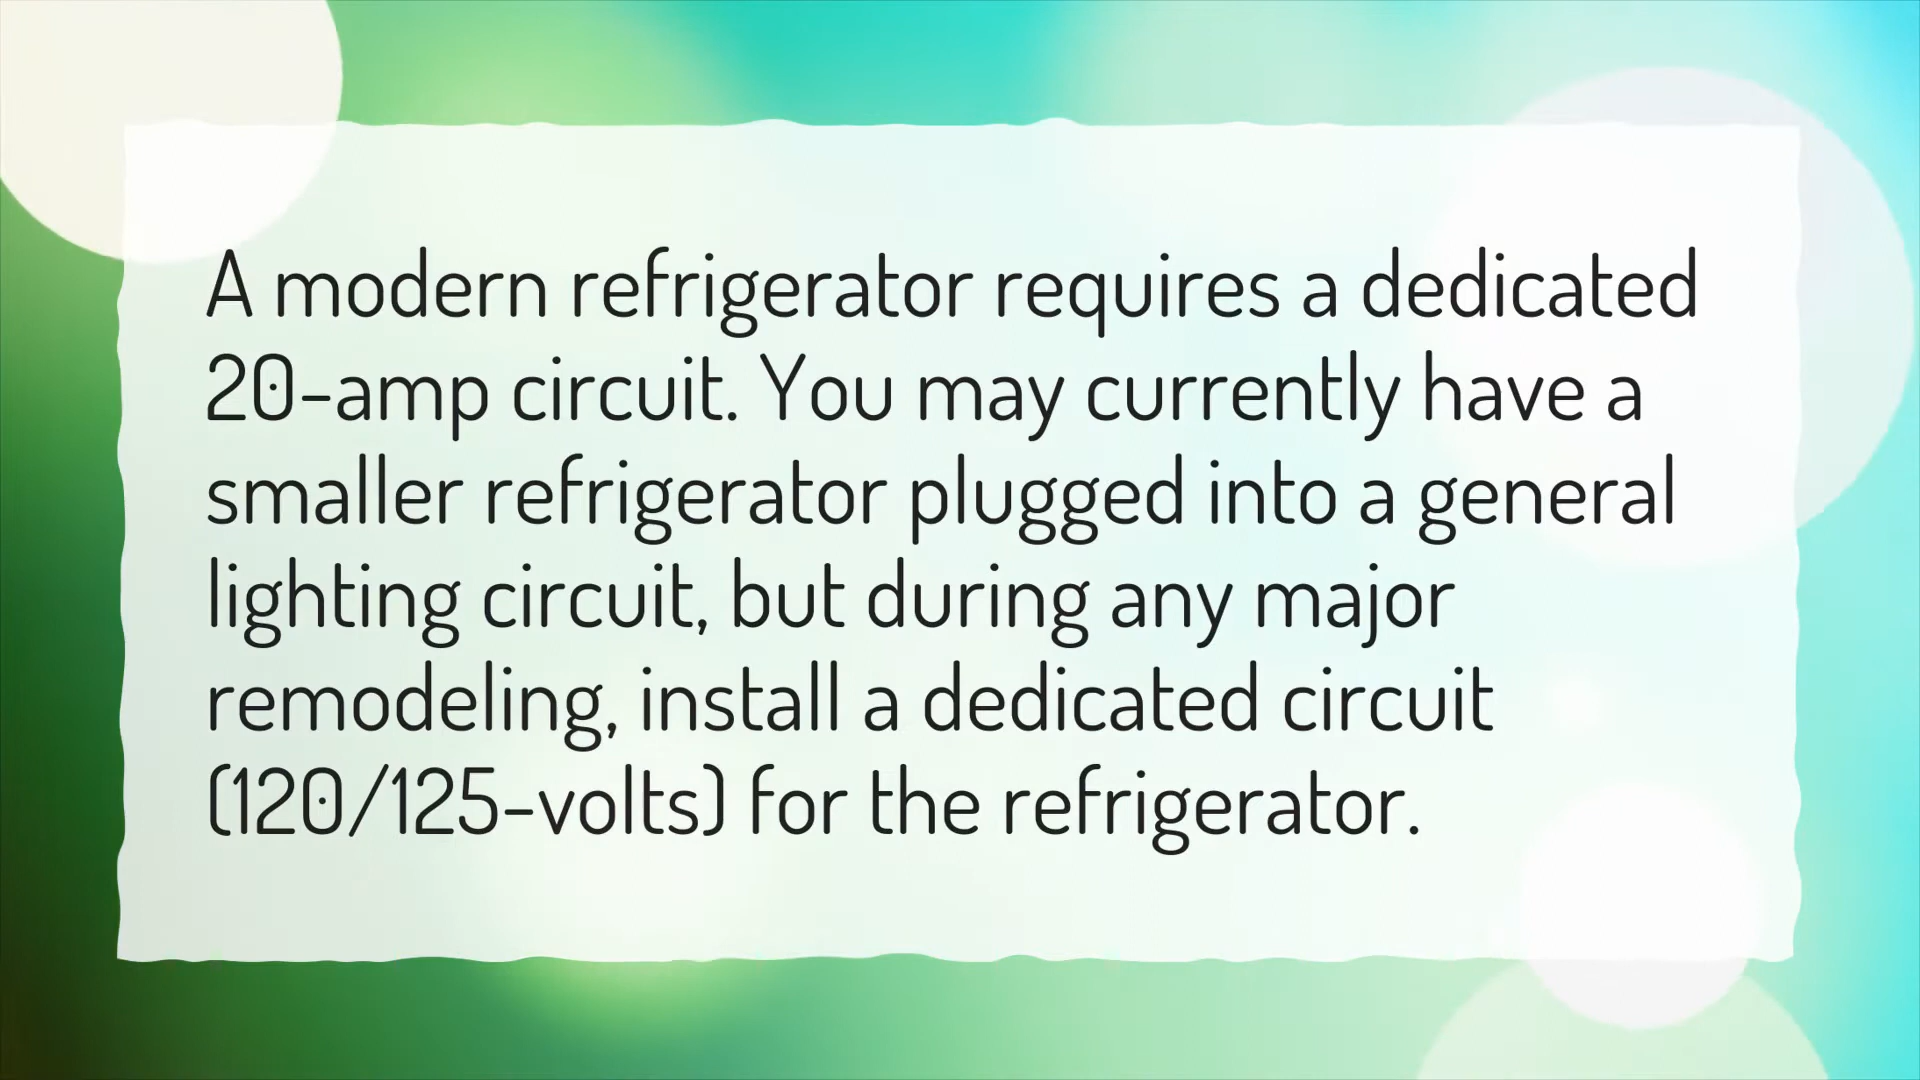 A modern refrigerator requires a dedicated
20-amp circuit. You may currently have a
smaller refrigerator plugged into a general
lighting circuit, but during any major
remodeling, install a dedicated circuit
(120/125-volts) for the refrigerator.